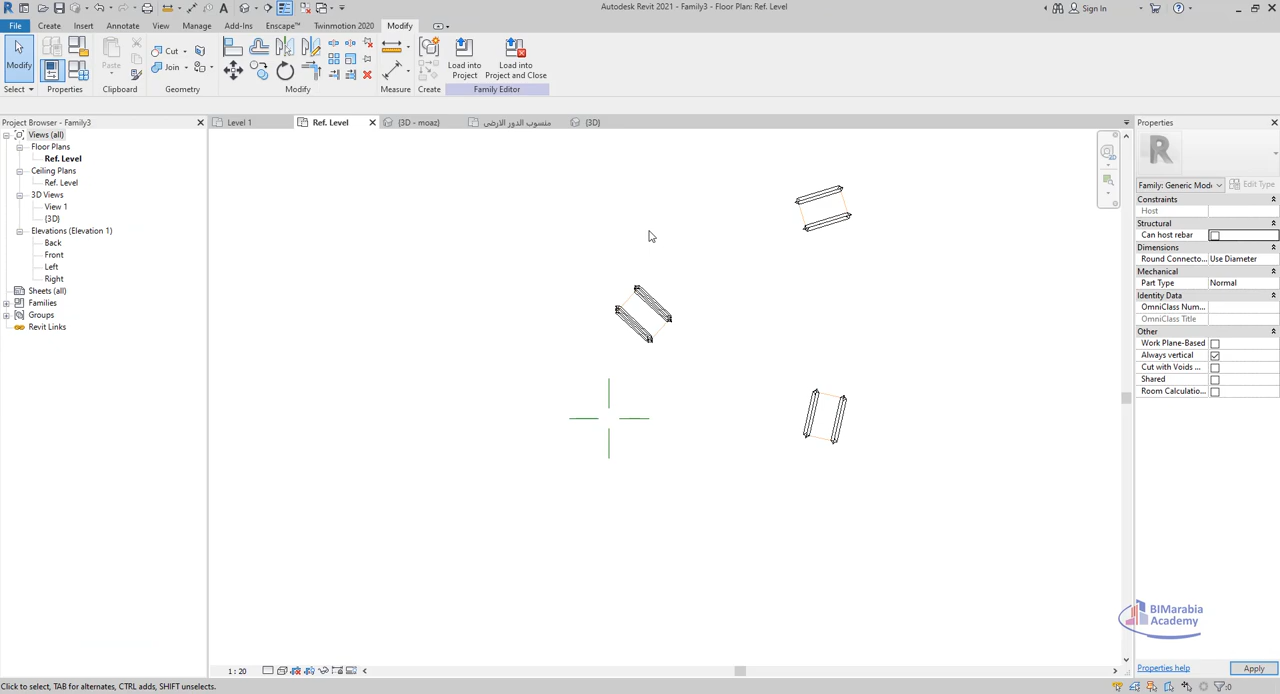 Autodesk Revit 2021 - Family3 - Floor Plan: Ref. Level
Sign In
File Create Insert Annotate View Manage Add-Ins Enscape™ Twinmotion 2020 Modify
Modify
Paste
Cut
Join
Load into Project
Load into Project and Close
Select Properties Clipboard Geometry Modify Measure Create Family Editor
Project Browser - Family3
Level 1
Ref. Level
(3D - moaz)
منسوب الدور الارضى
(3D)
Properties
Views (all)
Floor Plans
Ref. Level
Ceiling Plans
Ref. Level
3D Views
View 1
(3D)
Elevations (Elevation 1)
Back
Front
Left
Right
Sheets (all)
Families
Groups
Revit Links
R
Family: Generic Mode
Edit Type
Constraints
Host
Structural
Can host rebar
Dimensions
Round Connecto... Use Diameter
Mechanical
Part Type Normal
Identity Data
OmniClass Num...
OmniClass Title
Other
Work Plane-Based
Always vertical
Cut with Voids ...
Shared
Room Calculatio...
BIMarabia
Academy
1 : 20
Properties help
Apply
Click to select, TAB for alternates, CTRL adds, SHIFT unselects.
:0